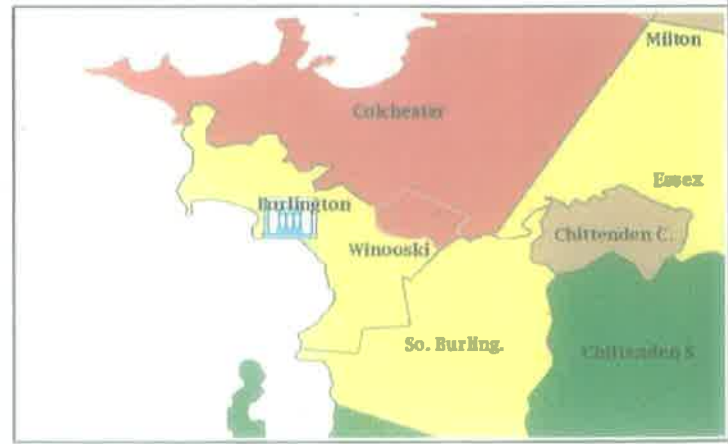 Milton
Colchester
Essex
Burlington
Chittenden C.
Winooski
So. Burling.
Chittenden S